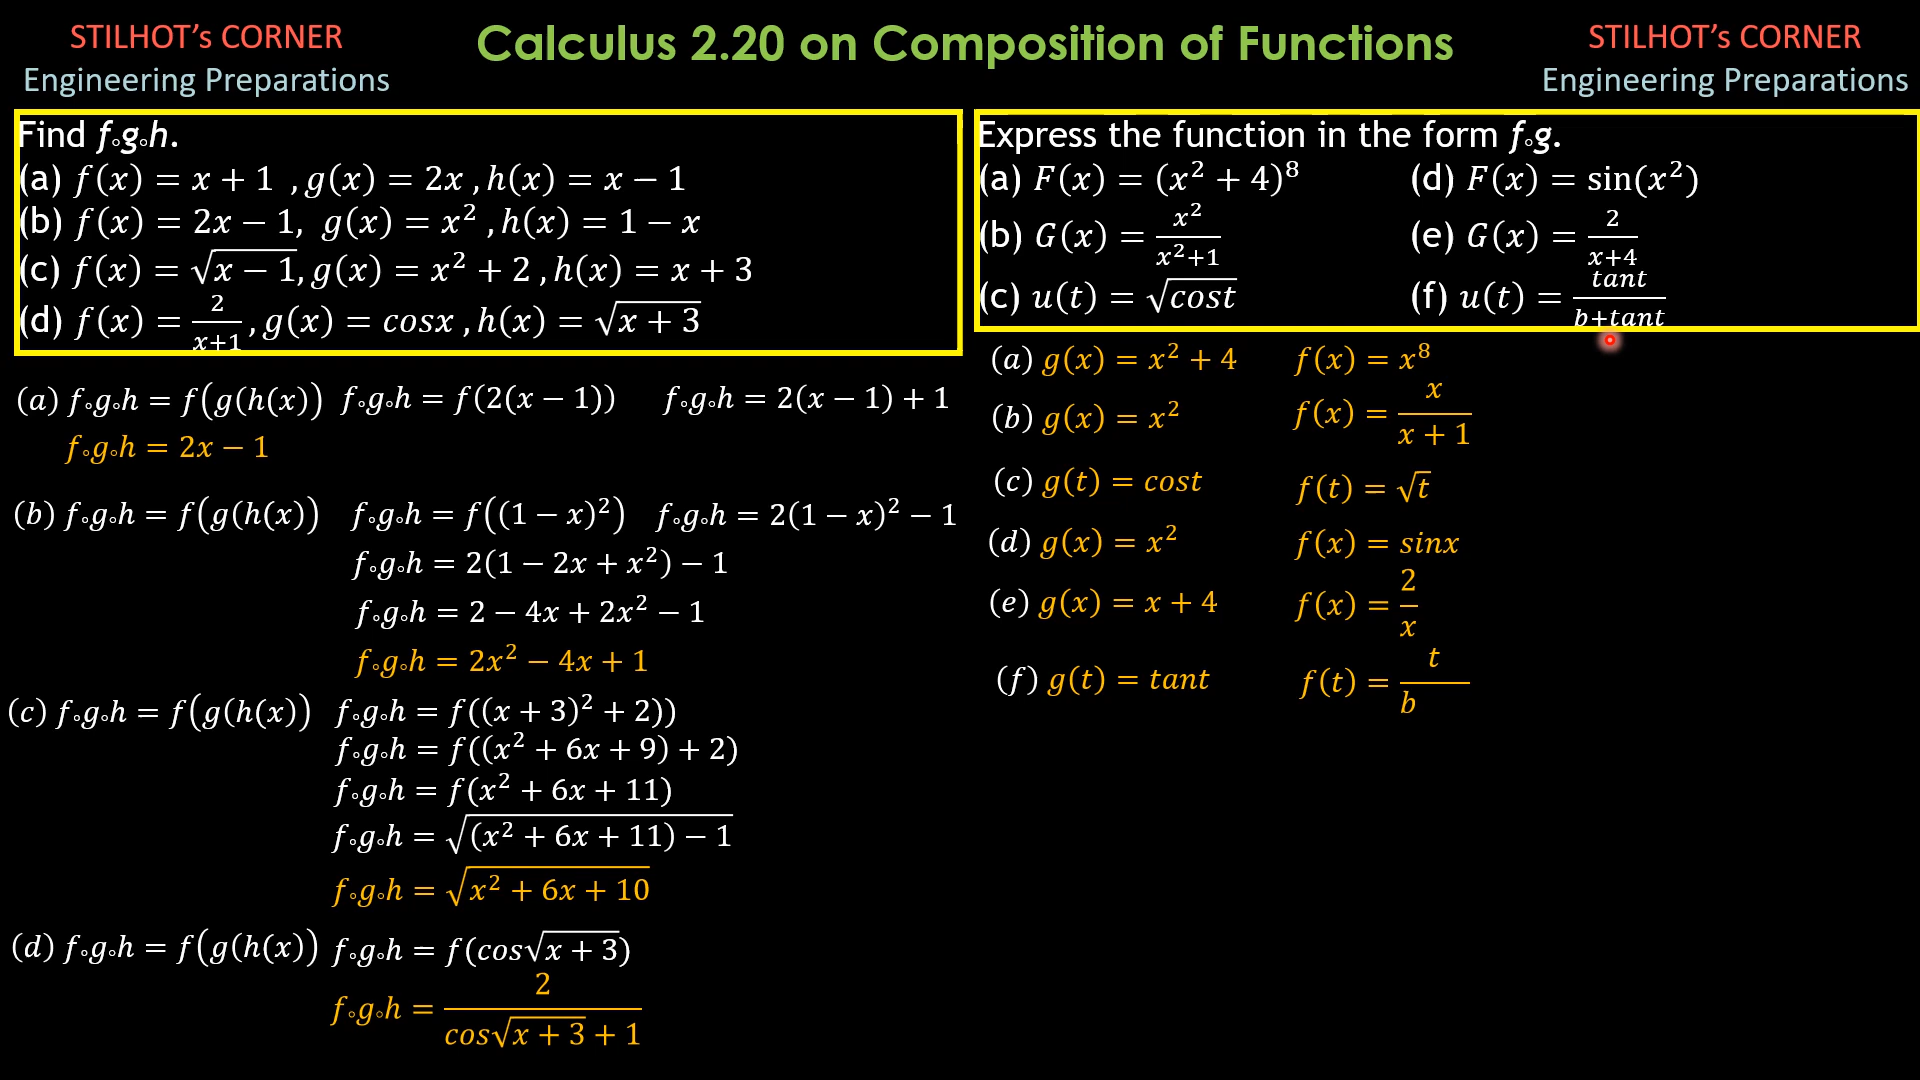 STILHOT's CORNER
Engineering Preparations
Calculus 2.20 on Composition of Functions
STILHOT's CORNER
Engineering Preparations
Find f∘g∘h.
(a) f(x) = x + 1 , g(x) = 2x , h(x) = x − 1
(b) f(x) = 2x − 1, g(x) = x² , h(x) = 1 − x
(c) f(x) = √(x − 1), g(x) = x² + 2 , h(x) = x + 3
(d) f(x) = 2/(x+1) , g(x) = cosx , h(x) = √(x + 3)
Express the function in the form f∘g.
(a) F(x) = (x² + 4)⁸ (d) F(x) = sin(x²)
(b) G(x) = x²/(x²+1) (e) G(x) = 2/(x+4)
(c) u(t) = √cost (f) u(t) = tant/(b+tant)
(a) f∘g∘h = f(g(h(x)) f∘g∘h = f(2(x − 1)) f∘g∘h = 2(x − 1) + 1
f∘g∘h = 2x − 1
(b) f∘g∘h = f(g(h(x)) f∘g∘h = f((1 − x)²) f∘g∘h = 2(1 − x)² − 1
f∘g∘h = 2(1 − 2x + x²) − 1
f∘g∘h = 2 − 4x + 2x² − 1
f∘g∘h = 2x² − 4x + 1
(c) f∘g∘h = f(g(h(x)) f∘g∘h = f((x + 3)² + 2))
f∘g∘h = f((x² + 6x + 9) + 2)
f∘g∘h = f(x² + 6x + 11)
f∘g∘h = √((x² + 6x + 11) − 1)
f∘g∘h = √(x² + 6x + 10)
(d) f∘g∘h = f(g(h(x)) f∘g∘h = f(cos√(x + 3))
f∘g∘h = 2/(cos√(x + 3) + 1)
(a) g(x) = x² + 4 f(x) = x⁸
(b) g(x) = x² f(x) = x/(x + 1)
(c) g(t) = cost f(t) = √t
(d) g(x) = x² f(x) = sinx
(e) g(x) = x + 4 f(x) = 2/x
(f) g(t) = tant f(t) = t/b